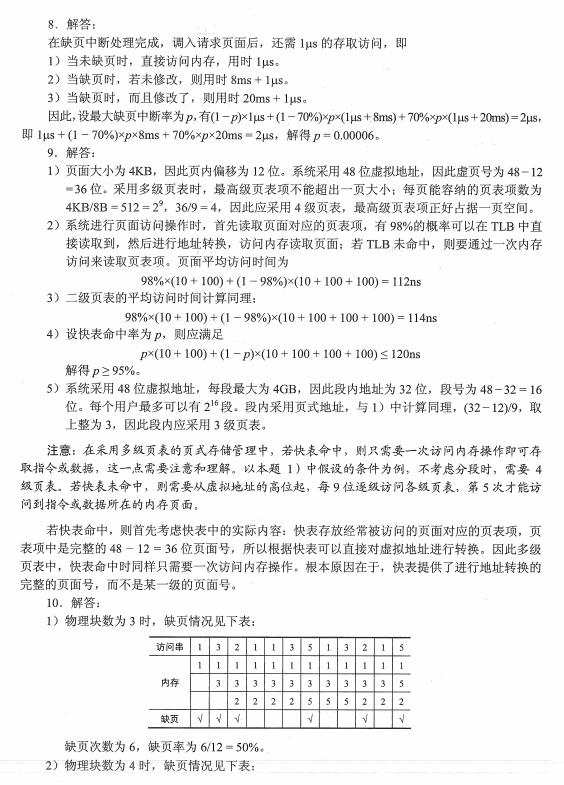 8．解答：
在缺页中断处理完成，调入请求页面后，还需 1μs 的存取访问，即
1）当未缺页时，直接访问内存，用时 1μs。
2）当缺页时，若未修改，则用时 8ms + 1μs。
3）当缺页时，而且修改了，则用时 20ms + 1μs。
因此，设最大缺页中断率为 p，有(1－p)×1μs + (1－70%)×p×(1μs + 8ms) + 70%×p×(1μs + 20ms) = 2μs，
即 1μs + (1－70%)×p×8ms + 70%×p×20ms = 2μs，解得 p = 0.00006。
9．解答：
1）页面大小为 4KB，因此页内偏移为 12 位。系统采用 48 位虚拟地址，因此虚页号为 48－12
=36 位。采用多级页表时，最高级页表项不能超出一页大小；每页能容纳的页表项数为
4KB/8B = 512 = 2⁹，36/9 = 4，因此应采用 4 级页表，最高级页表项正好占据一页空间。
2）系统进行页面访问操作时，首先读取页面对应的页表项，有 98%的概率可以在 TLB 中直
接读取到，然后进行地址转换，访问内存读取页面；若 TLB 未命中，则要通过一次内存
访问来读取页表项。页面平均访问时间为
98%×(10 + 100) + (1－98%)×(10 + 100 + 100) = 112ns
3）二级页表的平均访问时间计算同理：
98%×(10 + 100) + (1－98%)×(10 + 100 + 100 + 100) = 114ns
4）设快表命中率为 p，则应满足
p×(10 + 100) + (1－p)×(10 + 100 + 100 + 100) ≤ 120ns
解得 p ≥ 95%。
5）系统采用 48 位虚拟地址，每段最大为 4GB，因此段内地址为 32 位，段号为 48－32 = 16
位。每个用户最多可以有 2¹⁶ 段。段内采用页式地址，与 1）中计算同理，(32－12)/9，取
上整为 3，因此段内应采用 3 级页表。
注意：在采用多级页表的页式存储管理中，若快表命中，则只需要一次访问内存操作即可存
取指令或数据，这一点需要注意和理解。以本题 1）中假设的条件为例，不考虑分段时，需要 4
级页表。若快表未命中，则需要从虚拟地址的高位起，每 9 位逐级访问各级页表，第 5 次才能访
问到指令或数据所在的内存页面。
若快表命中，则首先考虑快表中的实际内容：快表存放经常被访问的页面对应的页表项，页
表项中是完整的 48－12 = 36 位页面号，所以根据快表可以直接对虚拟地址进行转换。因此多级
页表中，快表命中时同样只需要一次访问内存操作。根本原因在于，快表提供了进行地址转换的
完整的页面号，而不是某一级的页面号。
10．解答：
1）物理块数为 3 时，缺页情况见下表：
访问串 1 3 2 1 1 3 5 1 3 2 1 5
1 1 1 1 1 1 1 1 1 1 1 1
内存 3 3 3 3 3 3 3 3 3 3 5
2 2 2 2 5 5 5 2 2 2
缺页 √ √ √ √ √ √
缺页次数为 6，缺页率为 6/12 = 50%。
2）物理块数为 4 时，缺页情况见下表：